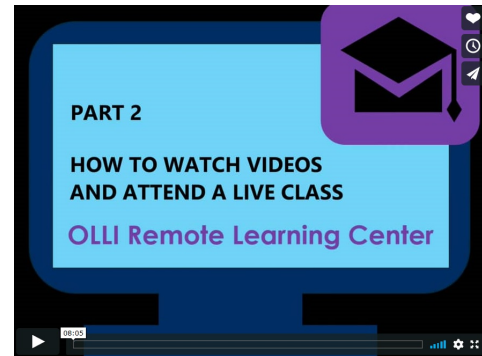 PART 2
HOW TO WATCH VIDEOS
AND ATTEND A LIVE CLASS
OLLI Remote Learning Center
08:05